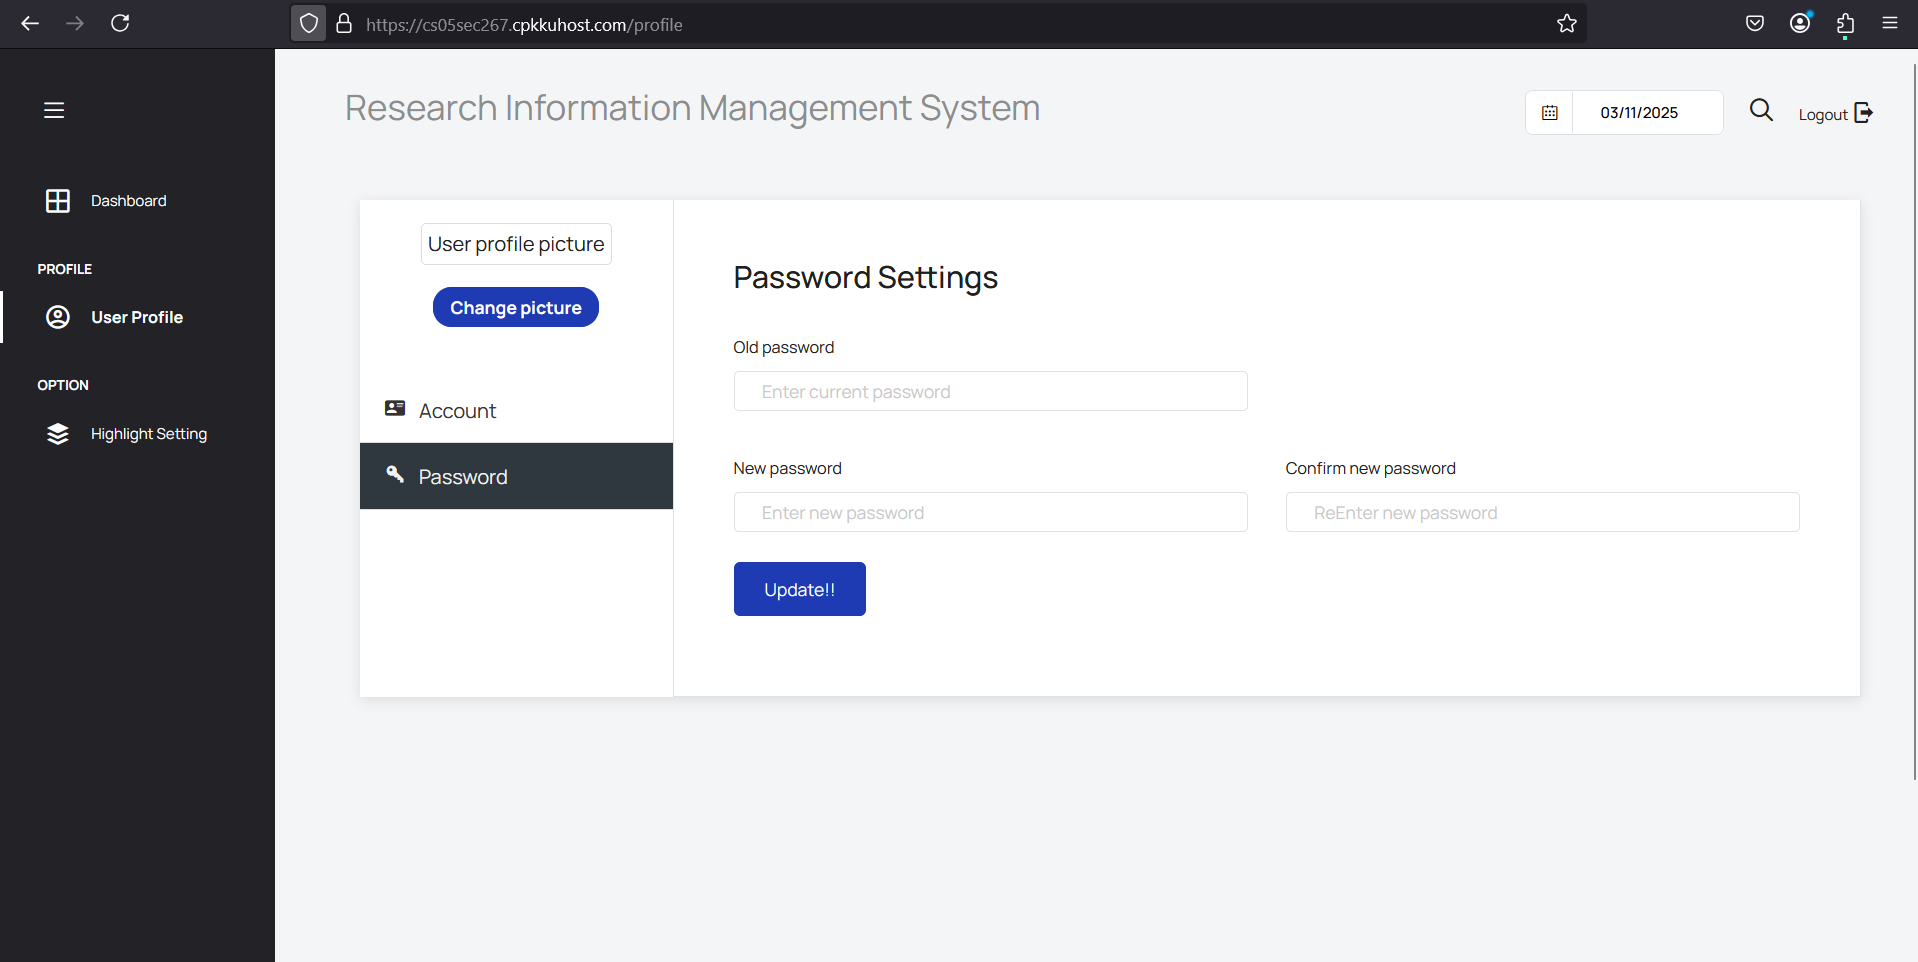 https://cs05sec267.cpkkuhost.com/profile
Research Information Management System
03/11/2025
Logout
Dashboard
PROFILE
User Profile
OPTION
Highlight Setting
User profile picture
Change picture
Account
Password
Password Settings
Old password
Enter current password
New password
Confirm new password
Enter new password
ReEnter new password
Update!!